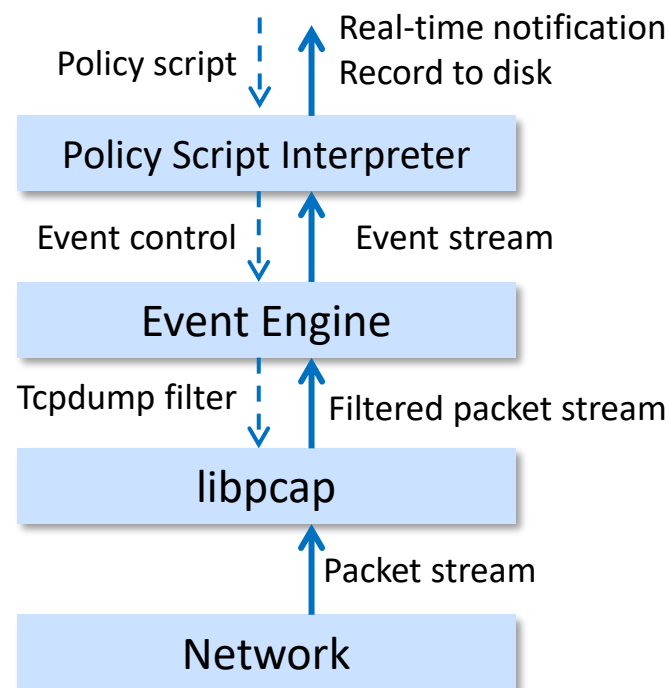 Real-time notification
Policy script
Record to disk
Policy Script Interpreter
Event control
Event stream
Event Engine
Tcpdump filter
Filtered packet stream
libpcap
Packet stream
Network